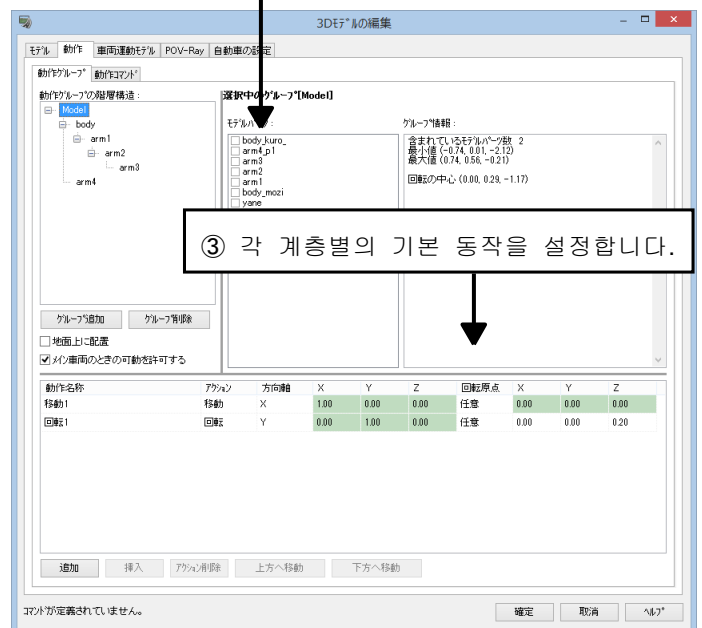 3Dﾓﾃﾞﾙの編集
ﾓﾃﾞﾙ 動作 車両運動ﾓﾃﾞﾙ POV-Ray 自動車の設定
動作ｸﾞﾙｰﾌﾟ 動作ｺﾏﾝﾄﾞ
動作ｸﾞﾙｰﾌﾟの階層構造：
Model
body
arm1
arm2
arm3
arm4
ｸﾞﾙｰﾌﾟ追加 ｸﾞﾙｰﾌﾟ削除
地面上に配置
ﾒｲﾝ車両のときの可動を許可する
選択中のｸﾞﾙｰﾌﾟ[Model]
body_kuro_
arm4_p1
arm3
arm2
arm1
body_mozi
yane
ｸﾞﾙｰﾌﾟ情報：
含まれているﾓﾃﾞﾙﾊﾟｰﾂ数 2
最小値 (-0.74, 0.01, -2.12)
最大値 (0.74, 0.56, -0.21)
回転の中心 (0.00, 0.29, -1.17)
③ 각 계층별의 기본 동작을 설정합니다.
動作名称 ｱｸｼｮﾝ 方向軸 X Y Z 回転原点 X Y Z
移動1 移動 X 1.00 0.00 0.00 任意 0.00 0.00 0.00
回転1 回転 Y 0.00 1.00 0.00 任意 0.00 0.00 0.20
追加 挿入 ｱｸｼｮﾝ削除 上方へ移動 下方へ移動
ｺﾏﾝﾄﾞが定義されていません。
確定 取消 ﾍﾙﾌﾟ